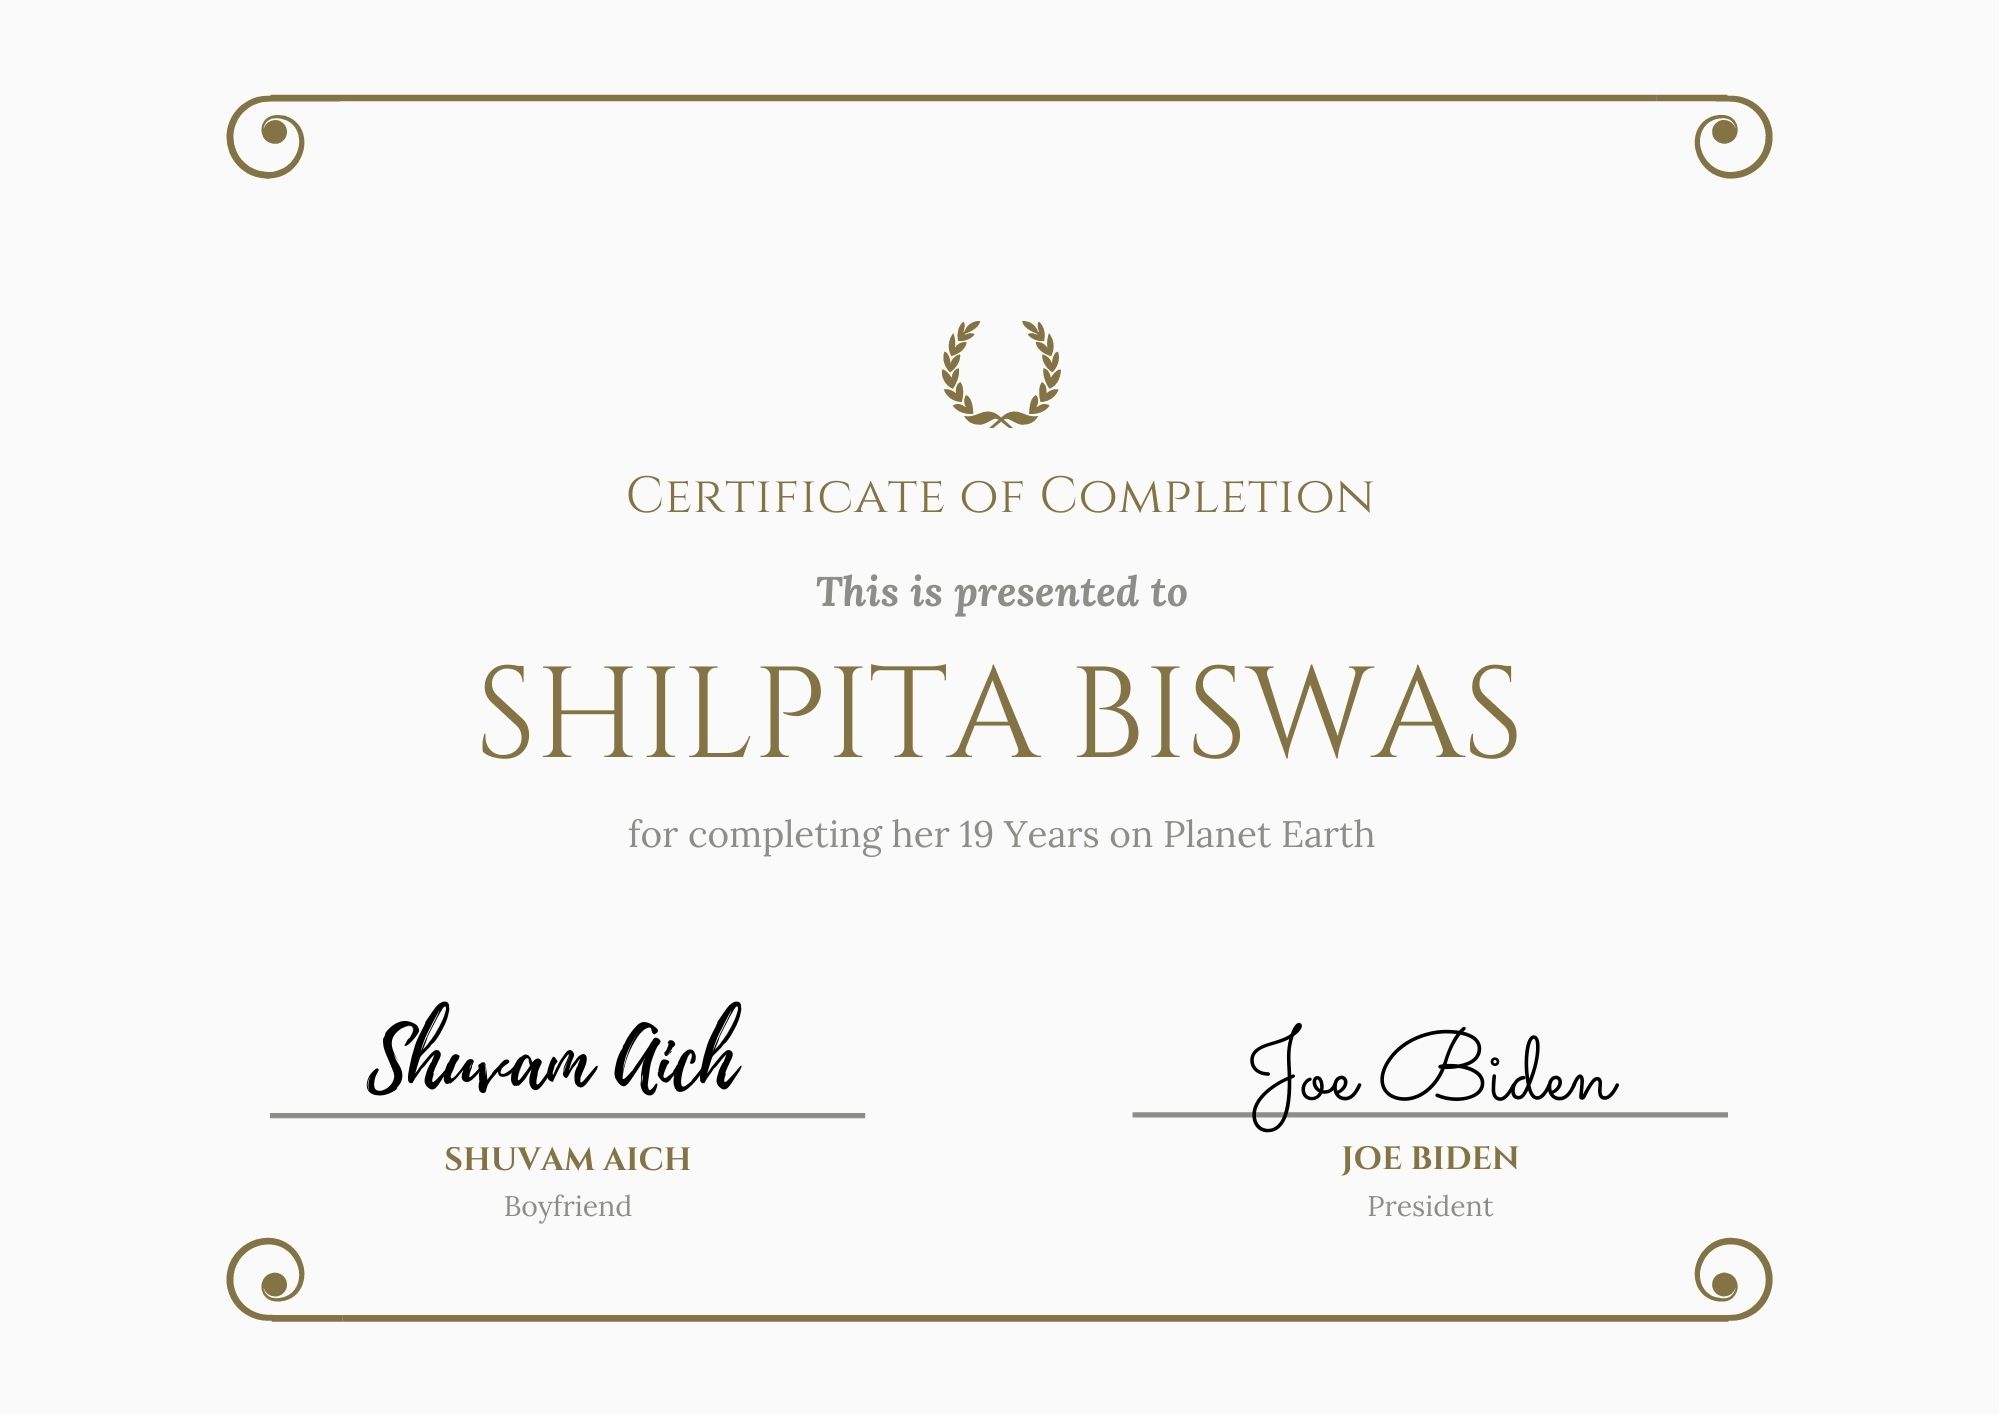 Certificate of Completion
This is presented to
SHILPITA BISWAS
for completing her 19 Years on Planet Earth
Shuvam Aich
Joe Biden
SHUVAM AICH
JOE BIDEN
Boyfriend
President